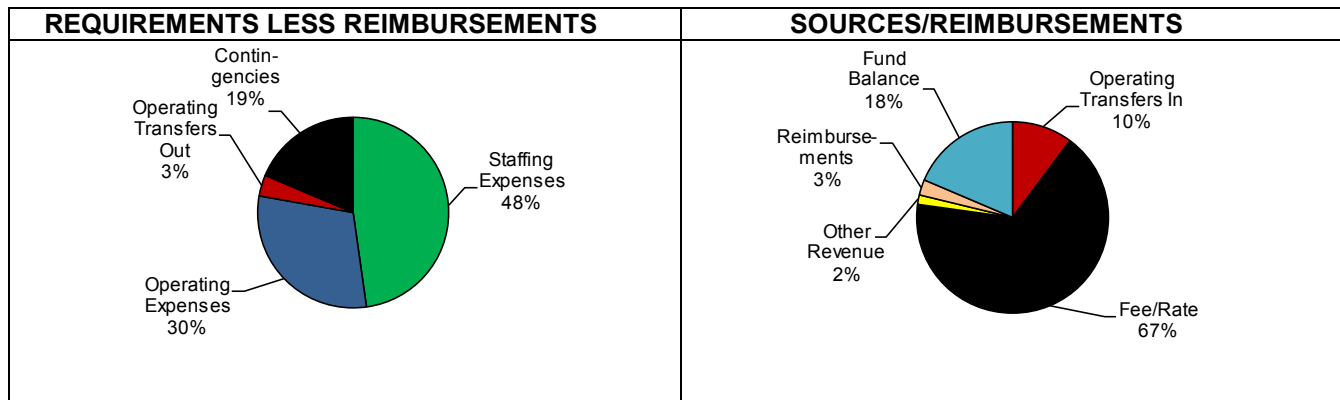 REQUIREMENTS LESS REIMBURSEMENTS
Contin-
gencies
19%
Operating
Transfers
Out
3%
Staffing
Expenses
48%
Operating
Expenses
30%
SOURCES/REIMBURSEMENTS
Fund
Balance
18%
Operating
Transfers In
10%
Reimburse-
ments
3%
Other
Revenue
2%
Fee/Rate
67%